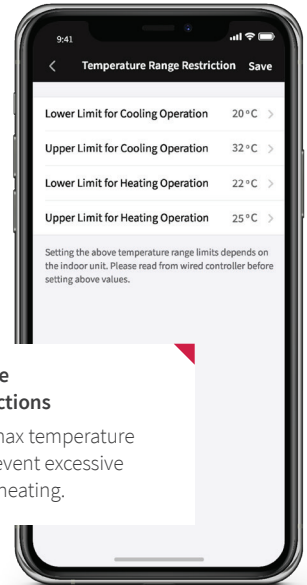 9:41
Temperature Range Restriction Save
Lower Limit for Cooling Operation 20°C
Upper Limit for Cooling Operation 32°C
Lower Limit for Heating Operation 22°C
Upper Limit for Heating Operation 25°C
Setting the above temperature range limits depends on
the indoor unit. Please read from wired controller before
setting above values.
max temperature
excessive
heating.